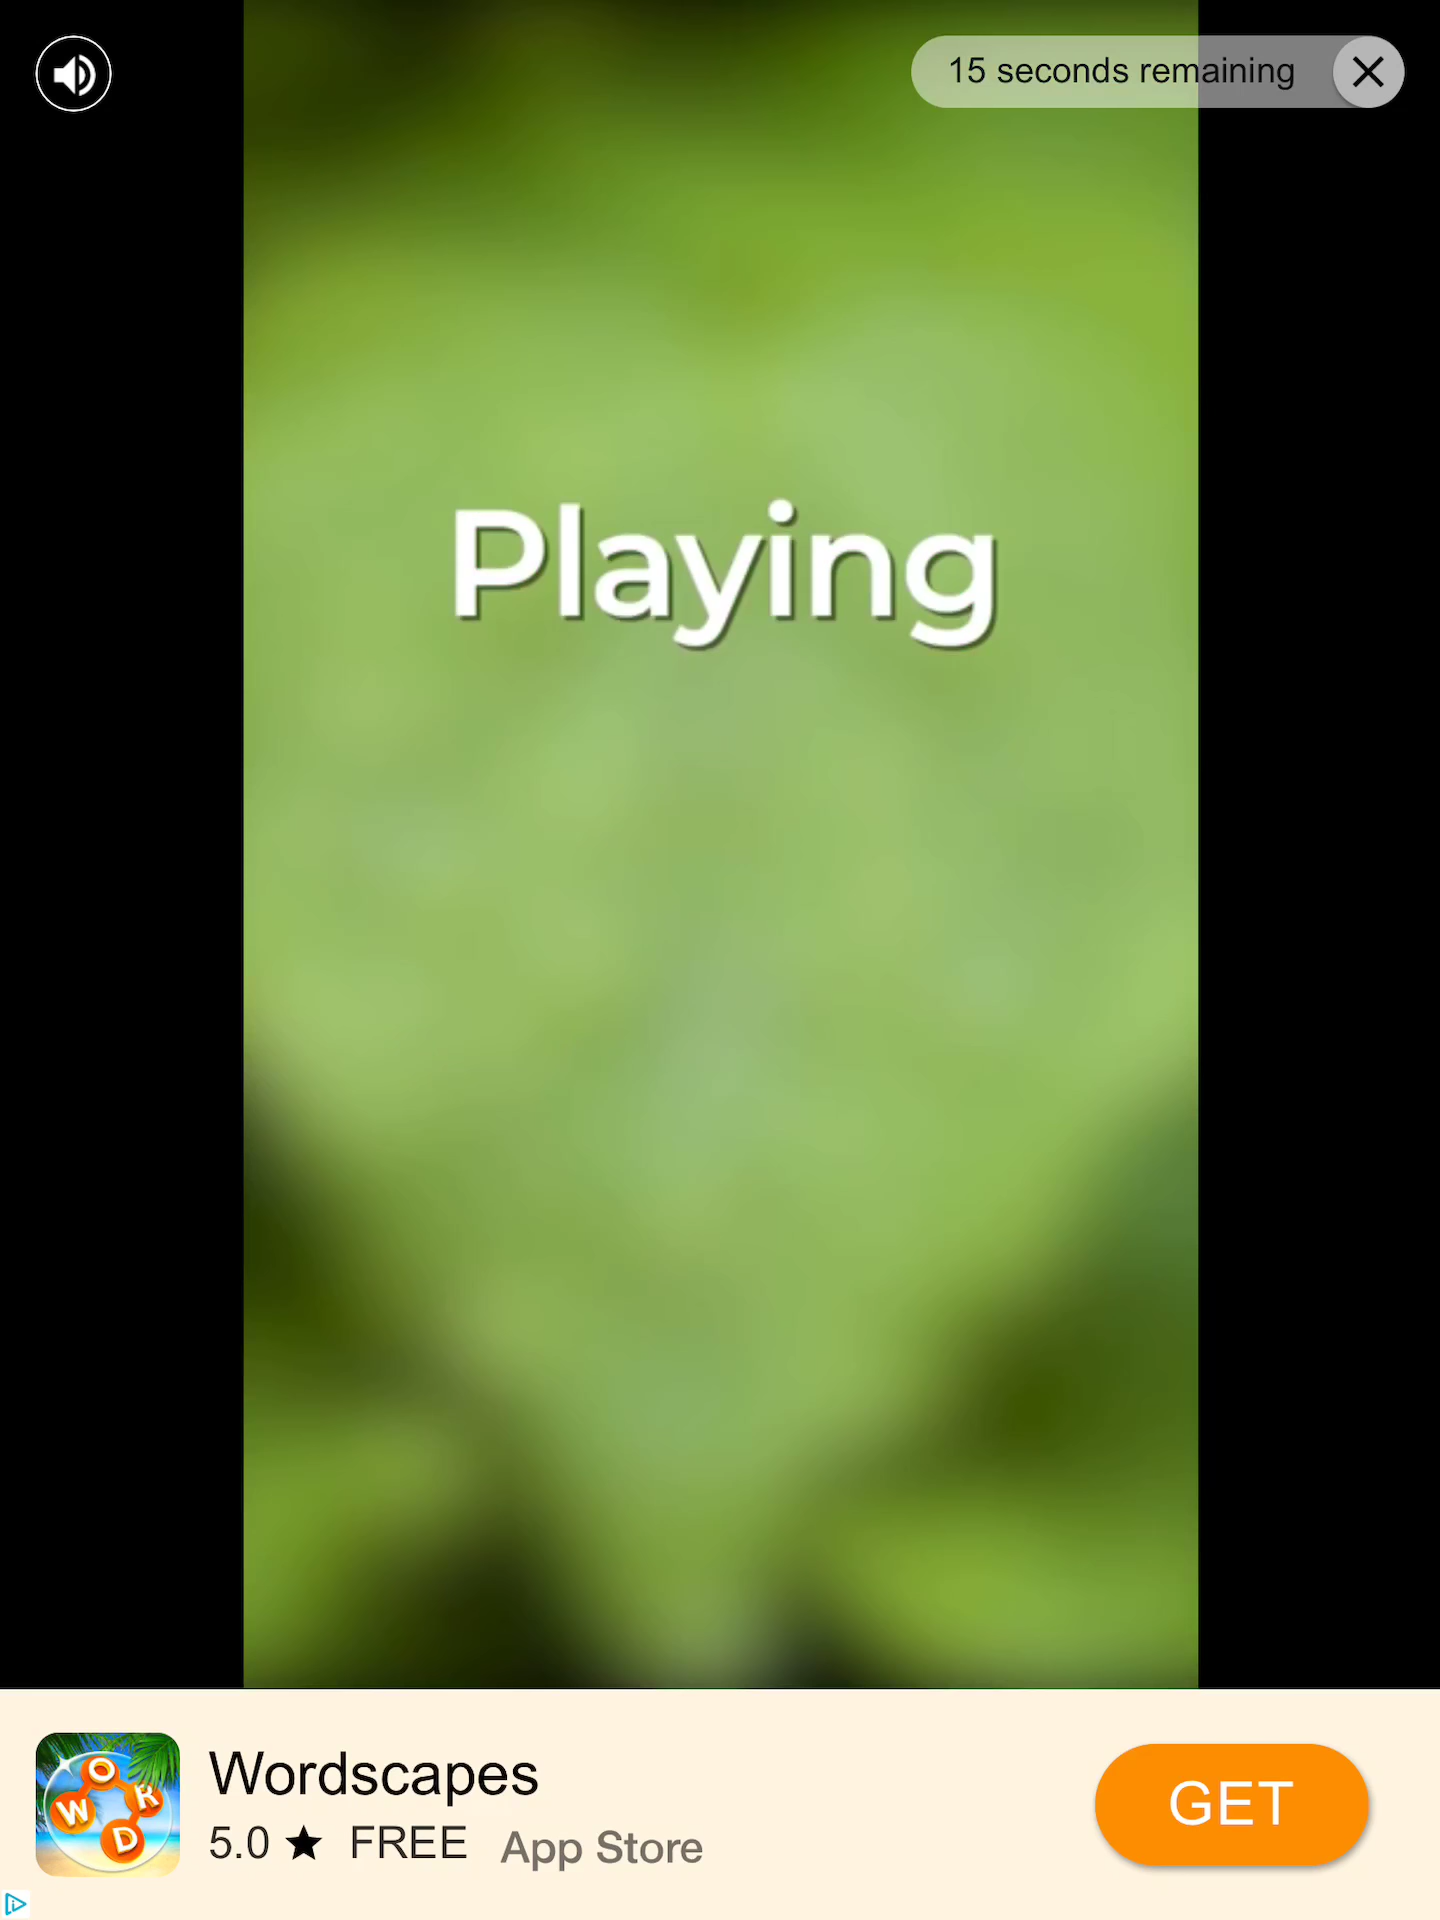 15 seconds remaining
Playing
W
O
R
D
Wordscapes
5.0 ★ FREE App Store
GET